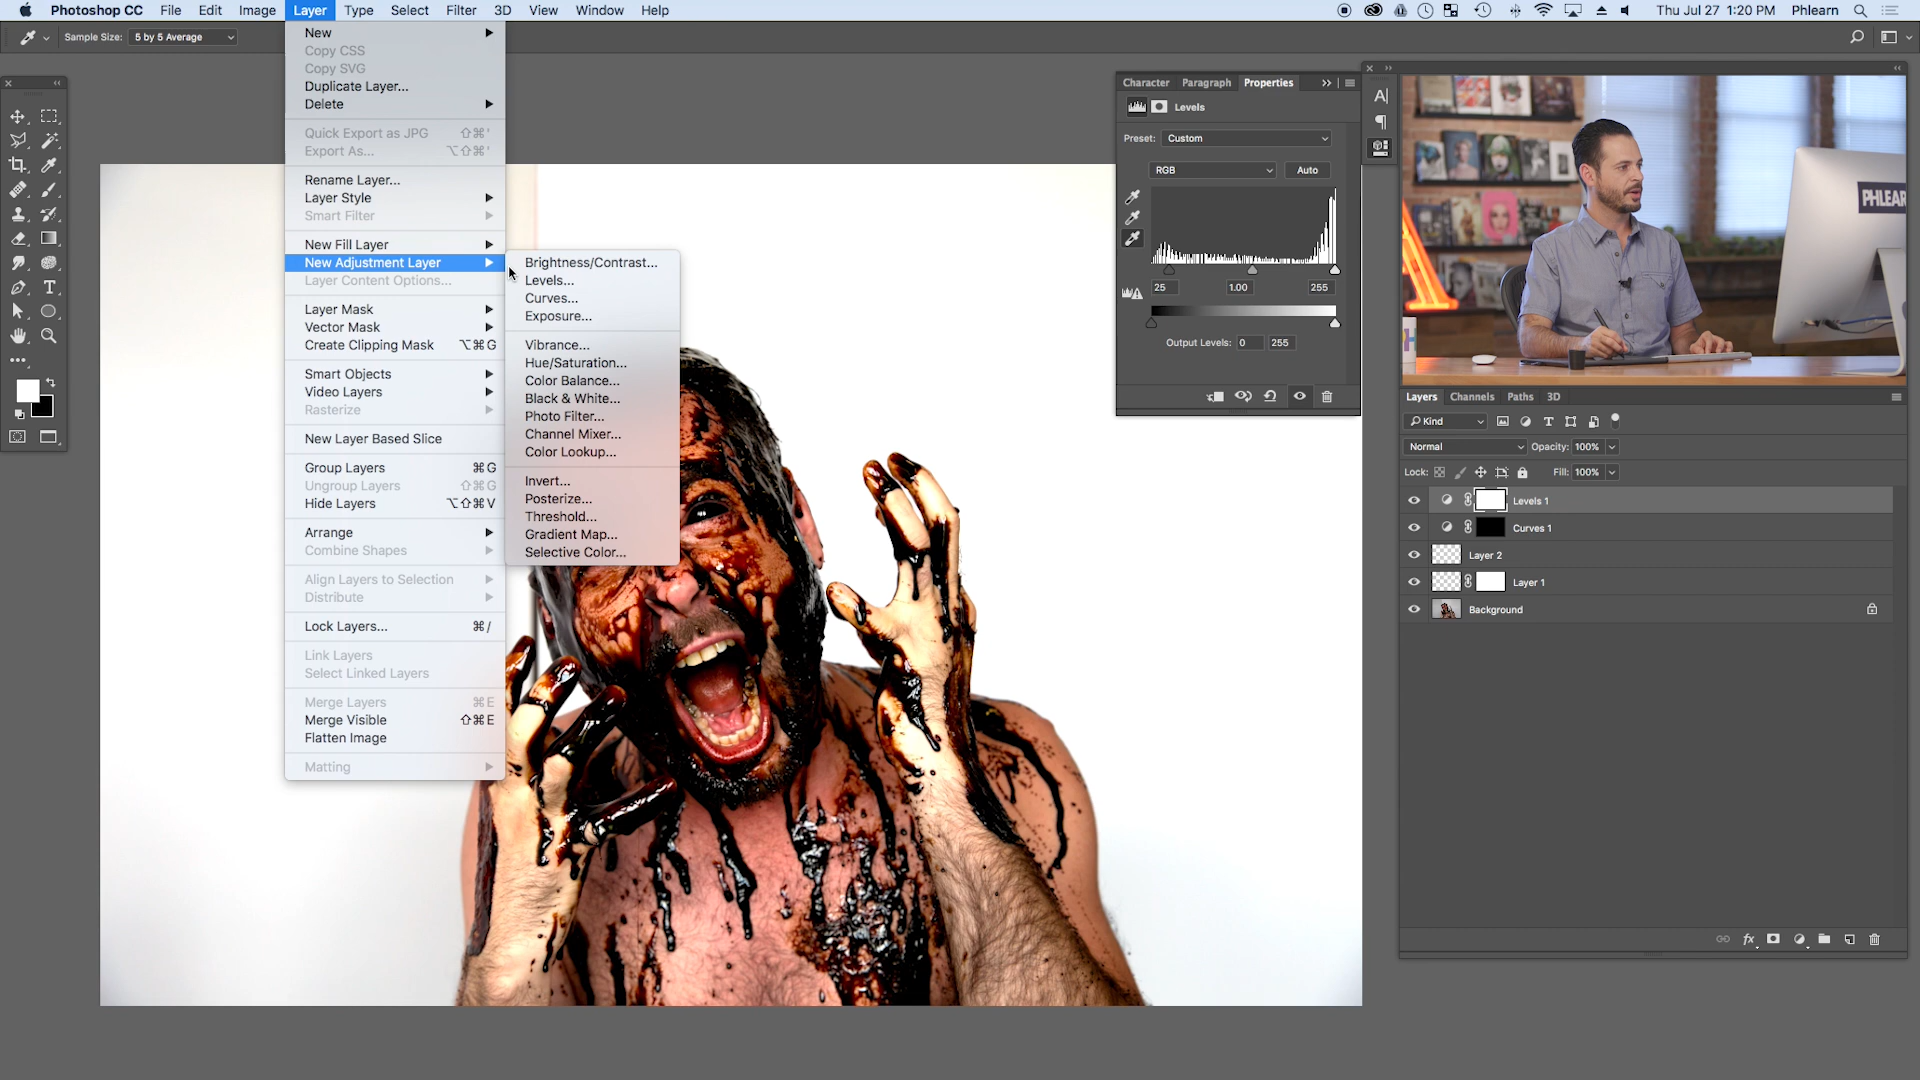 Photoshop CC File Edit Image Layer Type Select Filter 3D View Window Help
Thu Jul 27 1:20 PM Phlearn
Sample Size: 5 by 5 Average
New
Copy CSS
Copy SVG
Duplicate Layer...
Delete
Quick Export as JPG ⇧⌘'
Export As... ⌥⇧⌘'
Rename Layer...
Layer Style
Smart Filter
New Fill Layer
New Adjustment Layer
Layer Content Options...
Layer Mask
Vector Mask
Create Clipping Mask ⌥⌘G
Smart Objects
Video Layers
Rasterize
New Layer Based Slice
Group Layers ⌘G
Ungroup Layers ⇧⌘G
Hide Layers ⌥⇧⌘V
Arrange
Combine Shapes
Align Layers to Selection
Distribute
Lock Layers... ⌘/
Link Layers
Select Linked Layers
Merge Layers ⌘E
Merge Visible ⇧⌘E
Flatten Image
Matting
Brightness/Contrast...
Levels...
Curves...
Exposure...
Vibrance...
Hue/Saturation...
Color Balance...
Black & White...
Photo Filter...
Channel Mixer...
Color Lookup...
Invert...
Posterize...
Threshold...
Gradient Map...
Selective Color...
Character Paragraph Properties
Levels
Preset: Custom
RGB Auto
25 1.00 255
Output Levels: 0 255
PHLEAR
Layers Channels Paths 3D
Kind
Normal Opacity: 100%
Lock: Fill: 100%
Levels 1
Curves 1
Layer 2
Layer 1
Background
fx